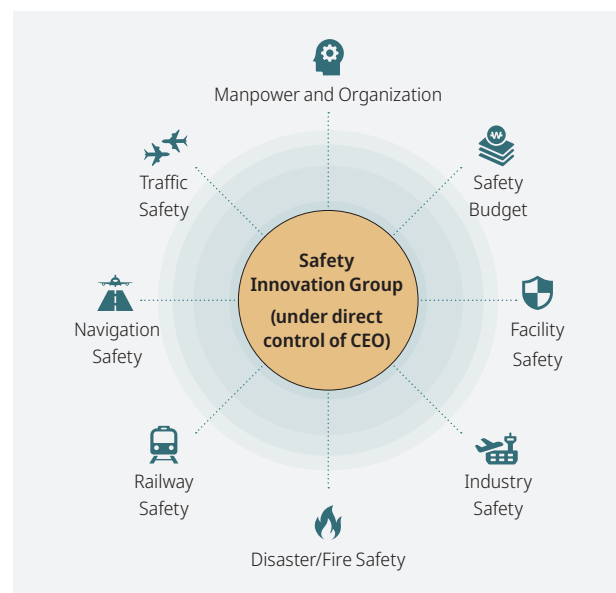 Manpower and Organization
Traffic
Safety
Safety
Budget
Safety
Innovation Group
(under direct
control of CEO)
Navigation
Safety
Facility
Safety
Railway
Safety
Industry
Safety
Disaster/Fire Safety